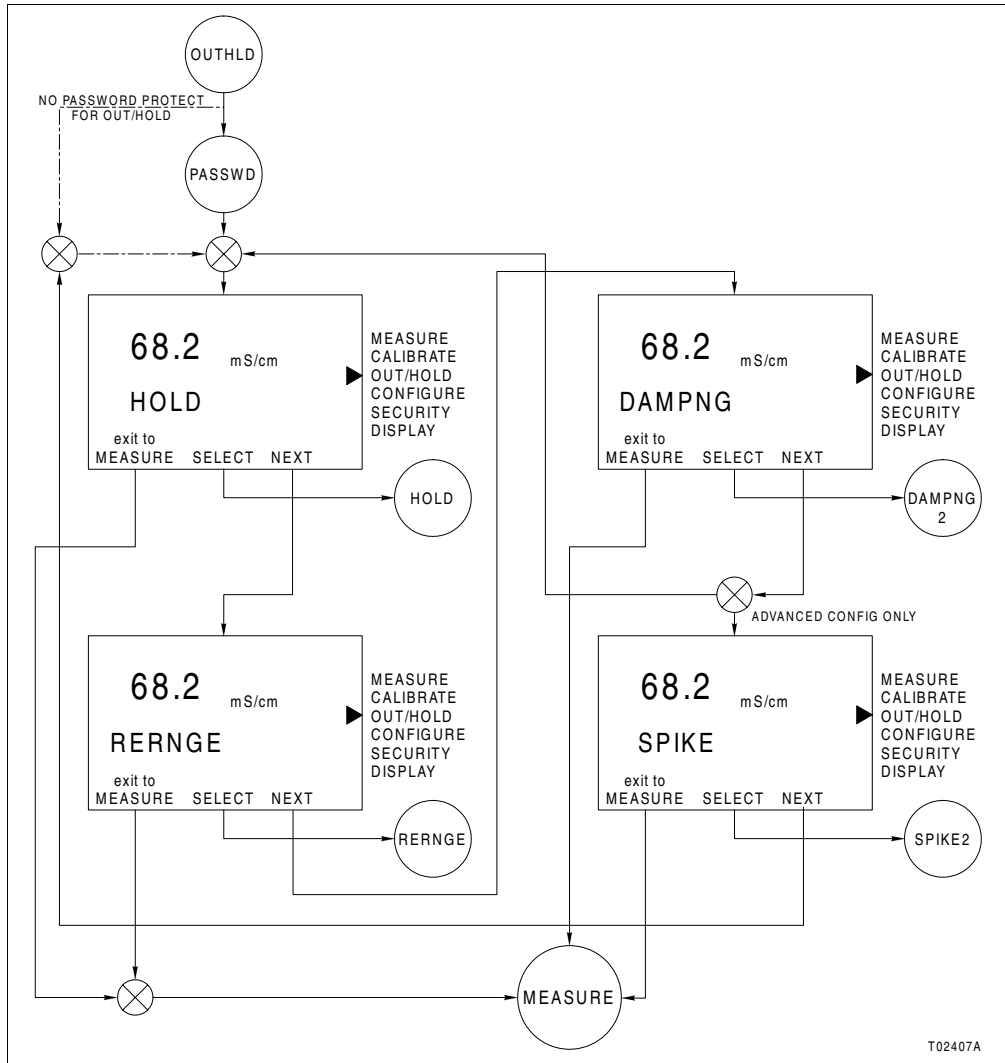 OUTHLD
NO PASSWORD PROTECT
FOR OUT/HOLD
PASSWD
68.2 mS/cm
HOLD
exit to
MEASURE SELECT NEXT
MEASURE
CALIBRATE
OUT/HOLD
CONFIGURE
SECURITY
DISPLAY
HOLD
68.2 mS/cm
DAMPNG
exit to
MEASURE SELECT NEXT
MEASURE
CALIBRATE
OUT/HOLD
CONFIGURE
SECURITY
DISPLAY
DAMPNG
2
ADVANCED CONFIG ONLY
68.2 mS/cm
RERNGE
exit to
MEASURE SELECT NEXT
MEASURE
CALIBRATE
OUT/HOLD
CONFIGURE
SECURITY
DISPLAY
RERNGE
68.2 mS/cm
SPIKE
exit to
MEASURE SELECT NEXT
MEASURE
CALIBRATE
OUT/HOLD
CONFIGURE
SECURITY
DISPLAY
SPIKE2
MEASURE
T02407A